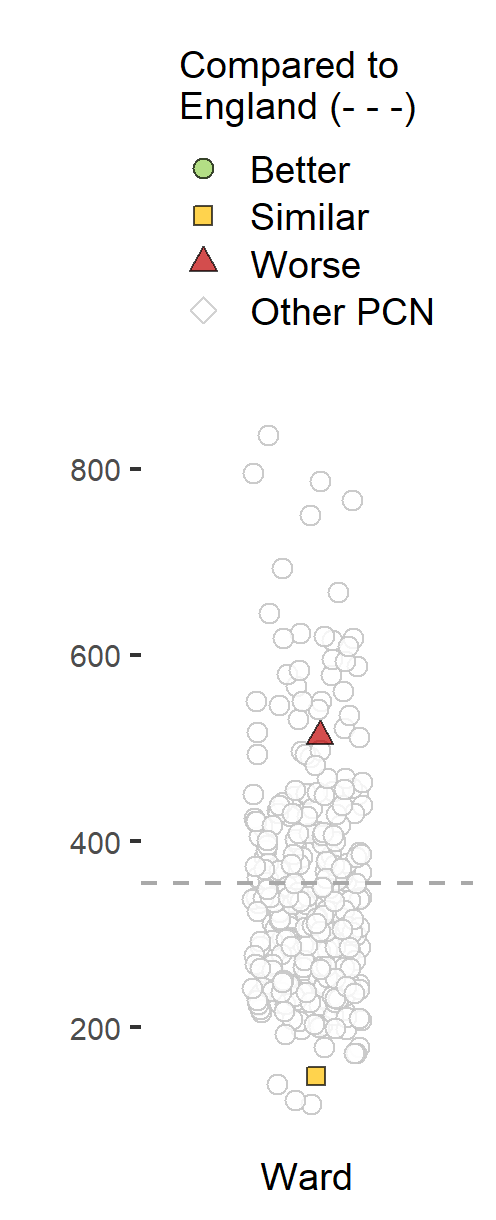 Compared to
England (- - -)
Better
Similar
Worse
Other PCN
800
600
400
200
Ward